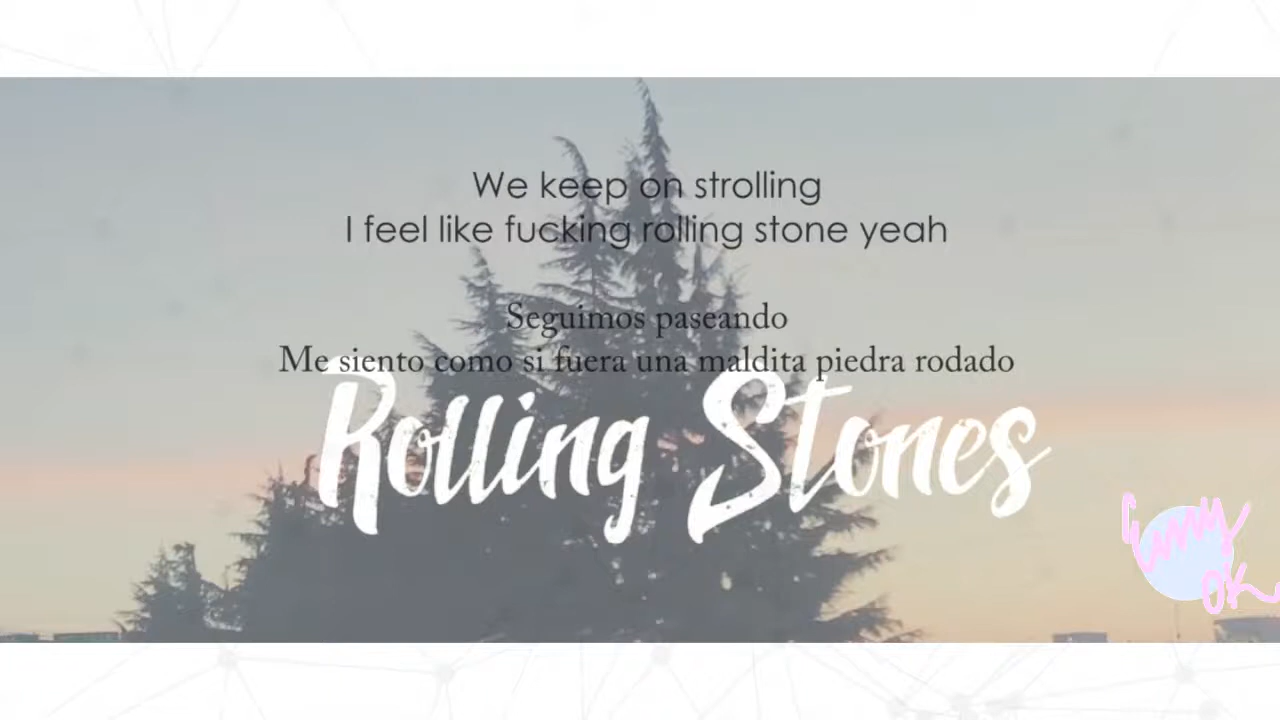 We keep on strolling
I feel like fucking rolling stone yeah
Seguimos paseando
Me siento como si fuera una maldita piedra rodado
Rolling Stones